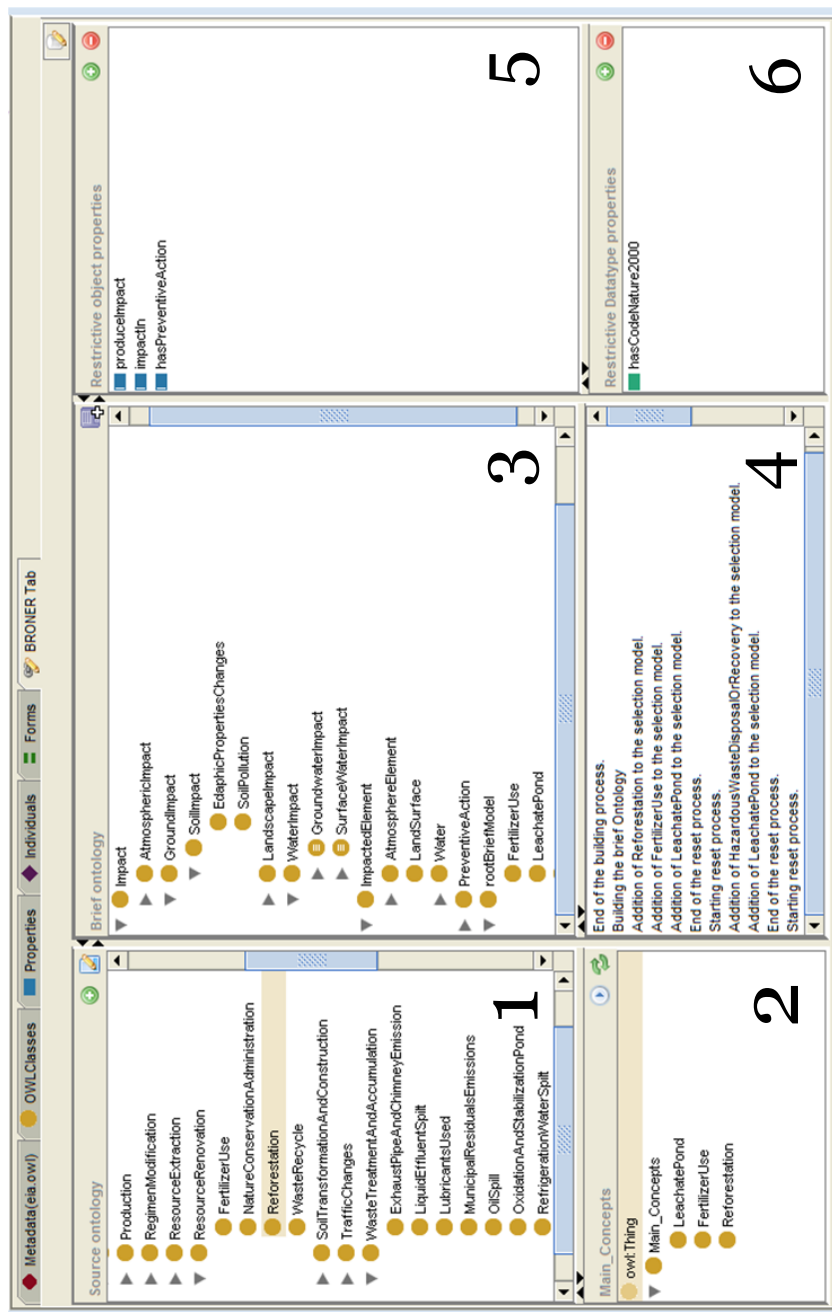 Metadata(eia.owl)
OWLClasses
Properties
Individuals
Forms
BRONER Tab
Source ontology
Production
RegimenModification
ResourceExtraction
ResourceRenovation
FertilizerUse
NatureConservationAdministration
Reforestation
WasteRecycle
SoilTransformationAndConstruction
TrafficChanges
WasteTreatmentAndAccumulation
ExhaustPipeAndChimneyEmission
LiquidEffluentSpilt
LubricantsUsed
MunicipalResidualsEmissions
OilSpill
OxidationAndStabilizationPond
RefrigerationWaterSpilt
1
Main_Concepts
owl:Thing
Main_Concepts
LeachatePond
FertilizerUse
Reforestation
2
Brief ontology
Impact
AtmosphericImpact
GroundImpact
SoilImpact
EdaphicPropertiesChanges
SoilPollution
LandscapeImpact
WaterImpact
GroundwaterImpact
SurfaceWaterImpact
ImpactedElement
AtmosphereElement
LandSurface
Water
PreventiveAction
rootBriefModel
FertilizerUse
LeachatePond
3
End of the building process.
Building the brief Ontology
Addition of Reforestation to the selection model.
Addition of FertilizerUse to the selection model.
Addition of LeachatePond to the selection model.
End of the reset process.
Starting reset process.
Addition of HazardousWasteDisposalOrRecovery to the selection model.
Addition of LeachatePond to the selection model.
End of the reset process.
Starting reset process.
4
Restrictive object properties
produceImpact
impactIn
hasPreventiveAction
5
Restrictive Datatype properties
hasCodeNature2000
6